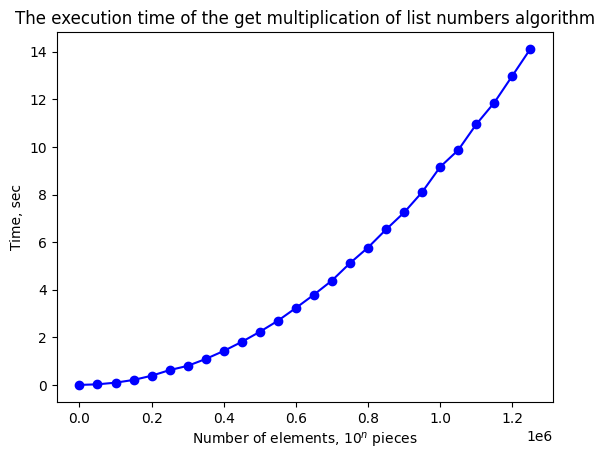 The execution time of the get multiplication of list numbers algorithm
14
12
10
8
6
4
2
0
Time, sec
0.0 0.2 0.4 0.6 0.8 1.0 1.2
1e6
Number of elements, 10ⁿ pieces